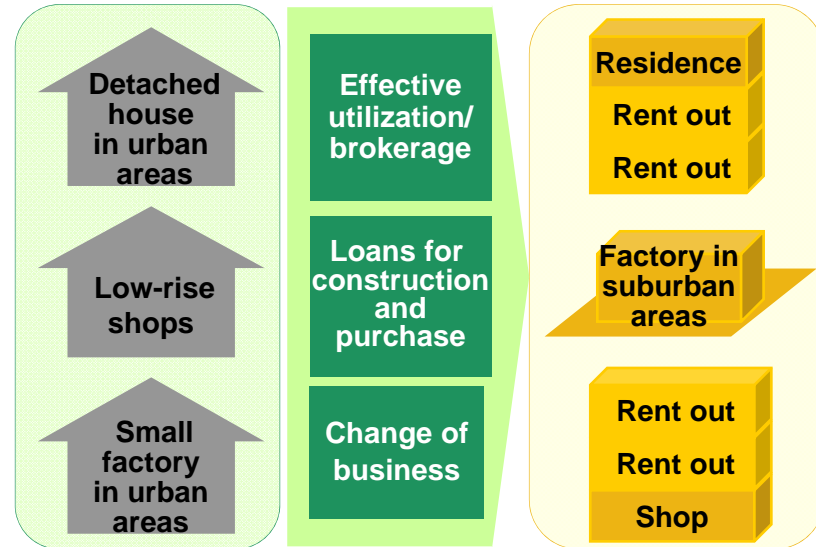 Detached
house
in urban
areas
Low-rise
shops
Small
factory
in urban
areas
Effective
utilization/
brokerage
Loans for
construction
and
purchase
Change of
business
Residence
Rent out
Rent out
Factory in
suburban
areas
Rent out
Rent out
Shop